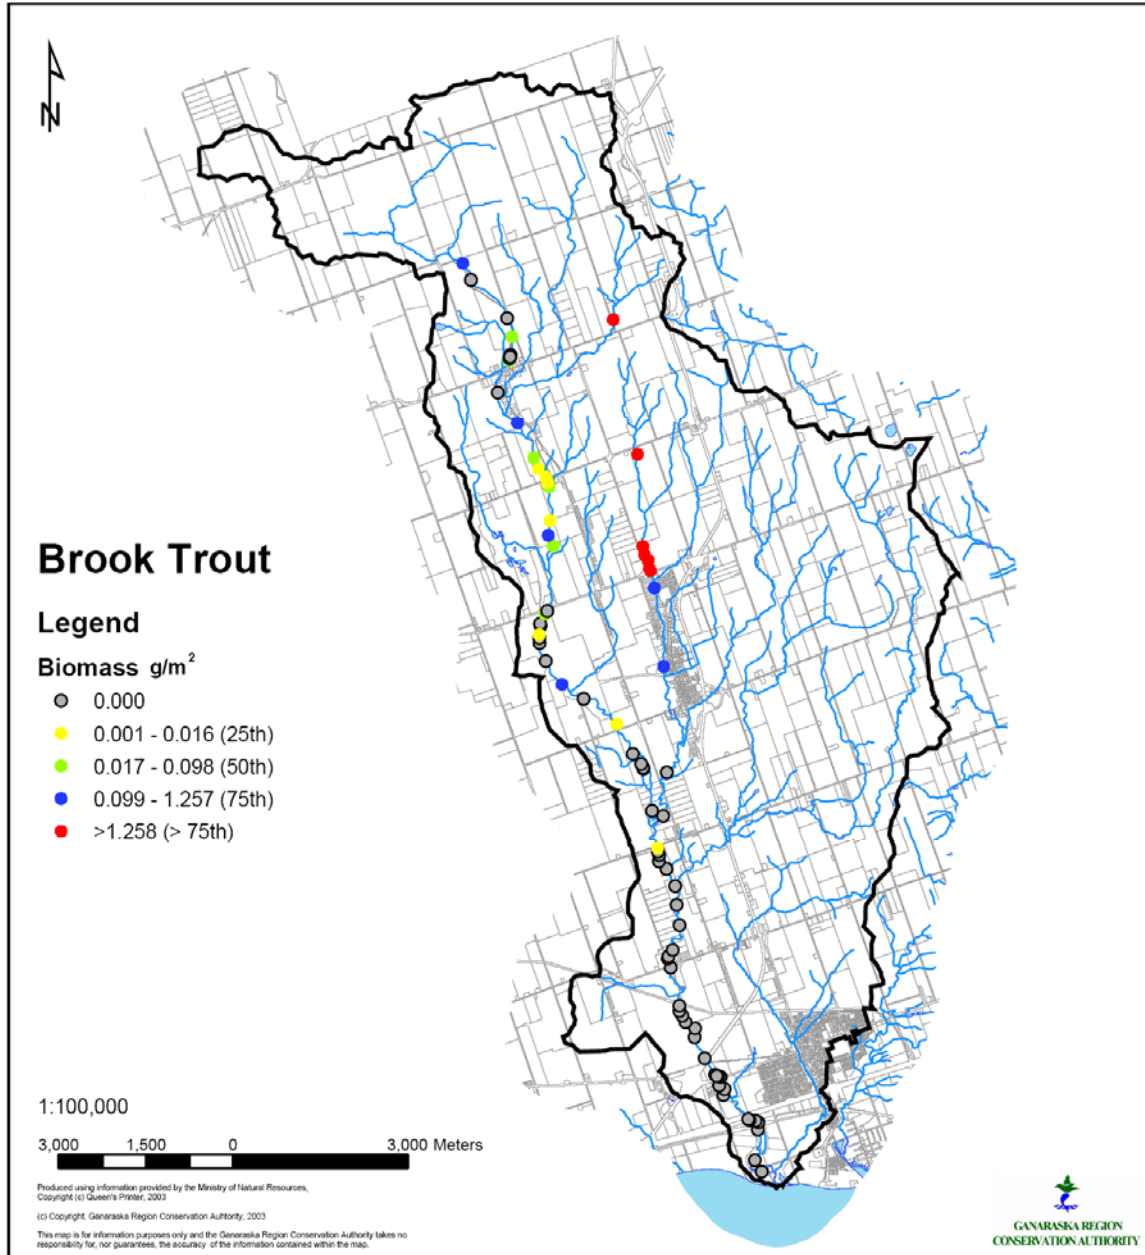 N
Brook Trout
Legend
Biomass g/m²
0.000
0.001 - 0.016 (25th)
0.017 - 0.098 (50th)
0.099 - 1.257 (75th)
>1.258 (> 75th)
1:100,000
3,000 1,500 0 3,000 Meters
Produced using information provided by the Ministry of Natural Resources,
Copyright (c) Queen's Printer, 2003
(c) Copyright. Ganaraska Region Conservation Auhtority, 2003
This map is for information purposes only and the Ganaraska Region Conservation Authority takes no
responsiblity for, nor guarantees, the accuracy of the information contained within the map.
GANARASKA REGION
CONSERVATION AUTHORITY